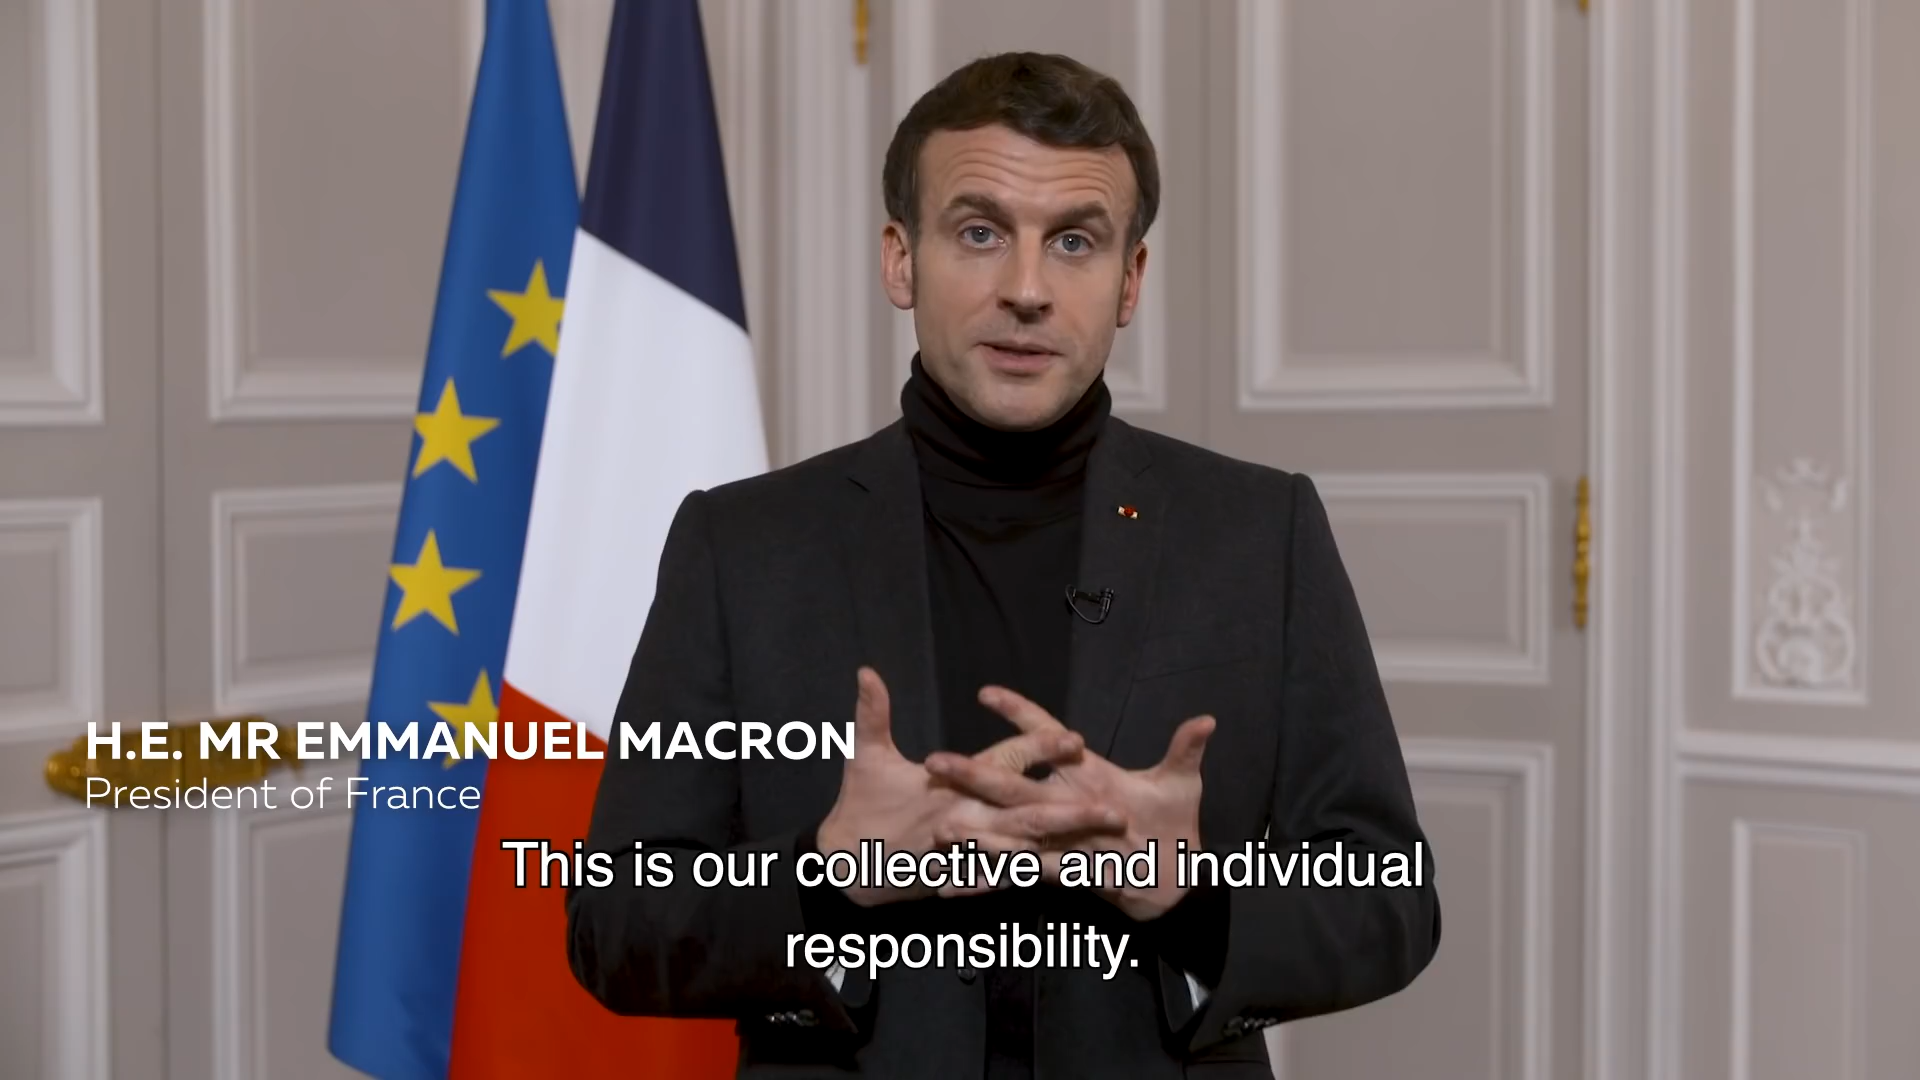 H.E. MR EMMANUEL MACRON
President of France
This is our collective and individual
responsibility.